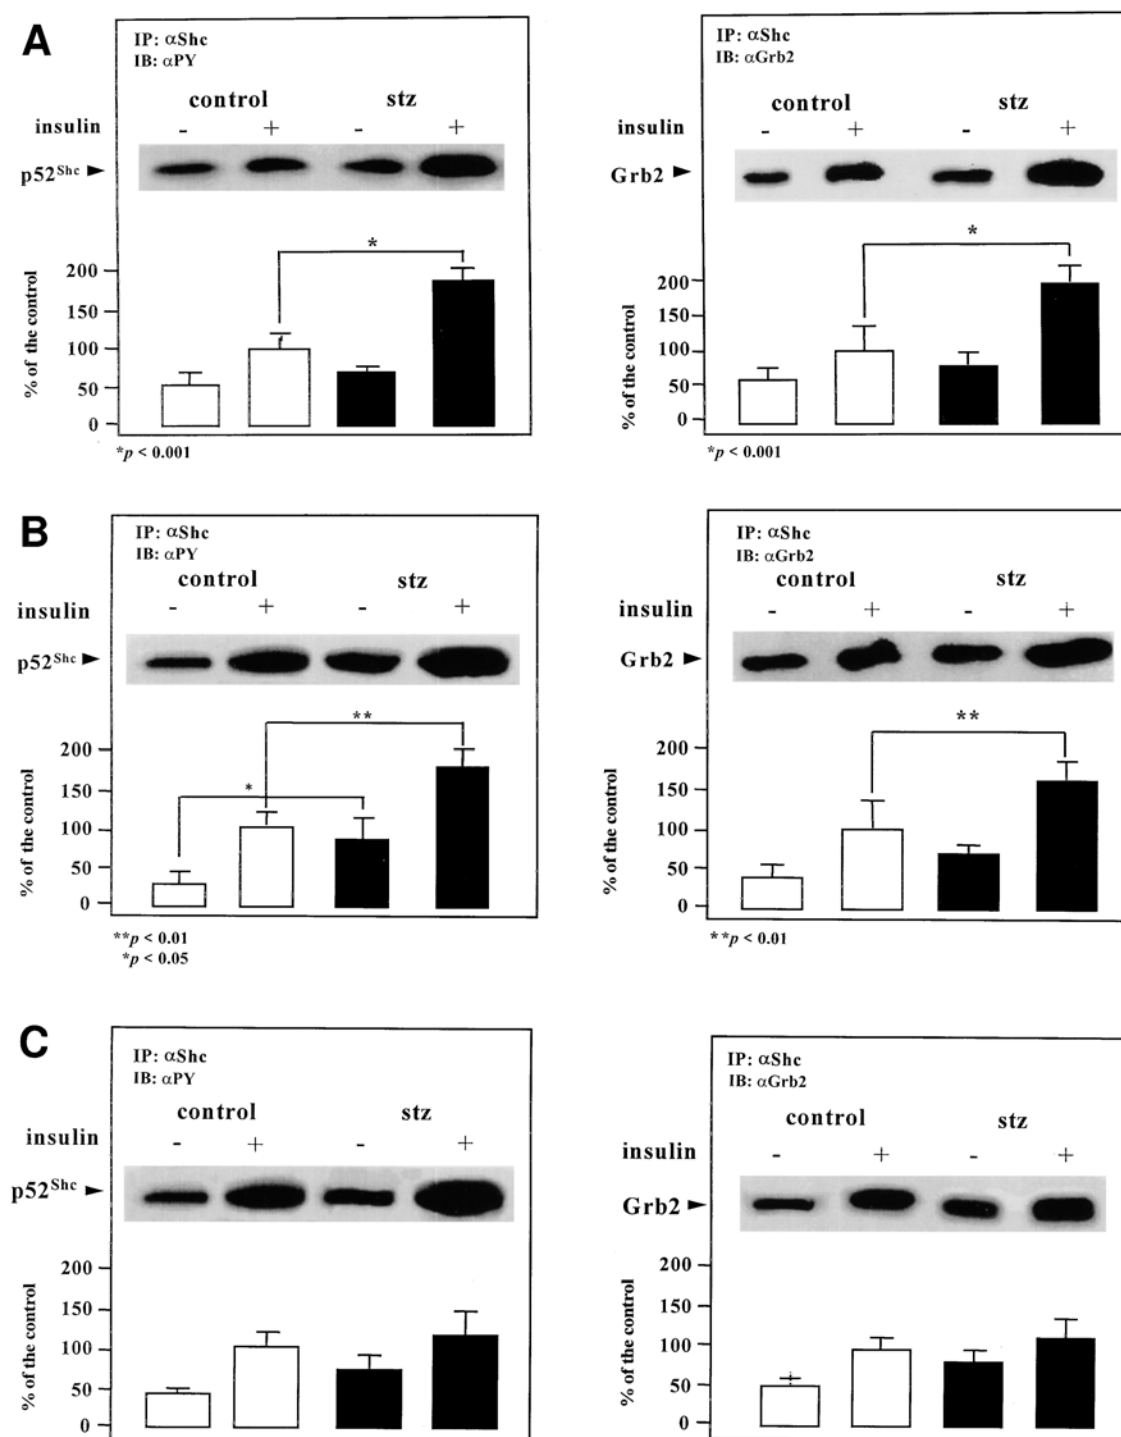 A
IP: αShc
IB: αPY
control stz
insulin - + - +
p52Shc
*
% of the control
200
150
100
50
0
*p < 0.001
IP: αShc
IB: αGrb2
control stz
insulin - + - +
Grb2
*
% of the control
200
150
100
50
0
*p < 0.001
B
IP: αShc
IB: αPY
control stz
insulin - + - +
p52Shc
**
*
% of the control
200
150
100
50
0
**p < 0.01
*p < 0.05
IP: αShc
IB: αGrb2
control stz
insulin - + - +
Grb2
**
% of the control
200
150
100
50
0
**p < 0.01
C
IP: αShc
IB: αPY
control stz
insulin - + - +
p52Shc
% of the control
200
150
100
50
0
IP: αShc
IB: αGrb2
control stz
insulin - + - +
Grb2
% of the control
200
150
100
50
0